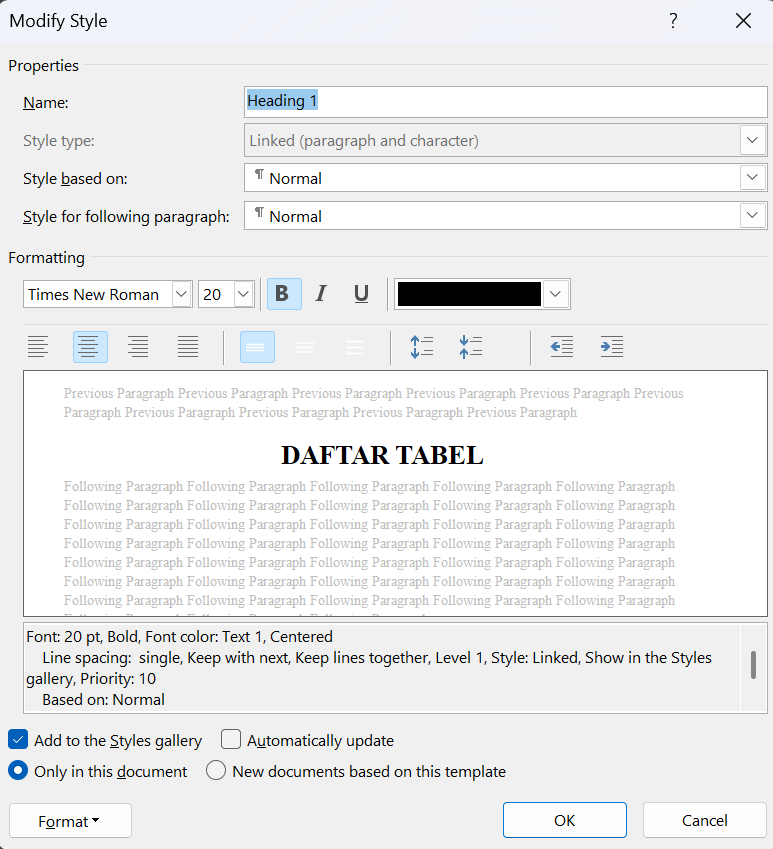 Modify Style ?
Properties
Name: Heading 1
Style type: Linked (paragraph and character)
Style based on: ¶ Normal
Style for following paragraph: ¶ Normal
Formatting
Times New Roman 20 B I U
Previous Paragraph Previous Paragraph Previous Paragraph Previous Paragraph Previous Paragraph Previous
Paragraph Previous Paragraph Previous Paragraph Previous Paragraph Previous Paragraph
DAFTAR TABEL
Following Paragraph Following Paragraph Following Paragraph Following Paragraph Following Paragraph
Following Paragraph Following Paragraph Following Paragraph Following Paragraph Following Paragraph
Following Paragraph Following Paragraph Following Paragraph Following Paragraph Following Paragraph
Following Paragraph Following Paragraph Following Paragraph Following Paragraph Following Paragraph
Following Paragraph Following Paragraph Following Paragraph Following Paragraph Following Paragraph
Following Paragraph Following Paragraph Following Paragraph Following Paragraph Following Paragraph
Following Paragraph Following Paragraph Following Paragraph Following Paragraph Following Paragraph
Font: 20 pt, Bold, Font color: Text 1, Centered
Line spacing: single, Keep with next, Keep lines together, Level 1, Style: Linked, Show in the Styles
gallery, Priority: 10
Based on: Normal
Add to the Styles gallery Automatically update
Only in this document New documents based on this template
Format OK Cancel